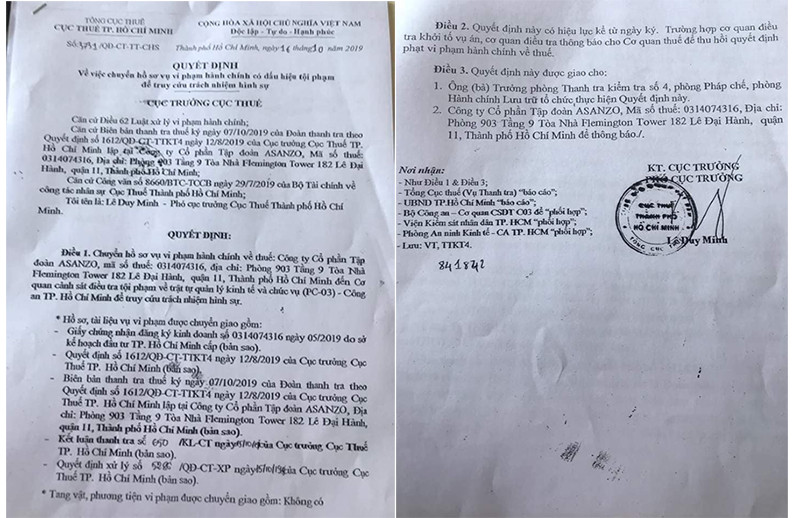 TỔNG CỤC THUẾ
CỤC THUẾ TP. HỒ CHÍ MINH
CỘNG HÒA XÃ HỘI CHỦ NGHĨA VIỆT NAM
Độc lập - Tự do - Hạnh phúc
/QĐ-CT-TT-CHS
Thành phố Hồ Chí Minh, ngày 16 tháng 10 năm 2019
QUYẾT ĐỊNH
Về việc chuyển hồ sơ vụ vi phạm hành chính có dấu hiệu tội phạm
để truy cứu trách nhiệm hình sự
CỤC TRƯỞNG CỤC THUẾ
Căn cứ Điều 62 Luật xử lý vi phạm hành chính;
Căn cứ Biên bản thanh tra thuế ký ngày 07/10/2019 của Đoàn thanh tra theo
Quyết định số 1612/QĐ-CT-TTKT4 ngày 12/8/2019 của Cục trưởng Cục Thuế TP.
Hồ Chí Minh lập tại Công ty Cổ phần Tập đoàn ASANZO, Mã số thuế:
0314074316, Địa chỉ: Phòng 903 Tầng 9 Tòa Nhà Flemington Tower 182 Lê Đại
Hành, quận 11, Thành phố Hồ Chí Minh;
Căn cứ Công văn số 8660/BTC-TCCB ngày 29/7/2019 của Bộ Tài chính về
công tác nhân sự Cục Thuế Thành phố Hồ Chí Minh;
Tôi tên là: Lê Duy Minh - Phó cục trưởng Cục Thuế Thành phố Hồ Chí
Minh.
QUYẾT ĐỊNH:
Điều 1. Chuyển hồ sơ vụ vi phạm hành chính về thuế: Công ty Cổ phần Tập
đoàn ASANZO, mã số thuế: 0314074316, địa chỉ: Phòng 903 Tầng 9 Tòa Nhà
Flemington Tower 182 Lê Đại Hành, quận 11, Thành phố Hồ Chí Minh đến Cơ
quan cảnh sát điều tra tội phạm về trật tự quản lý kinh tế và chức vụ (PC-03) - Công
an TP. Hồ Chí Minh để truy cứu trách nhiệm hình sự.
* Hồ sơ, tài liệu vụ vi phạm được chuyển giao gồm:
- Giấy chứng nhận đăng ký kinh doanh số 0314074316 ngày 05/2019 do sở
kế hoạch đầu tư TP. Hồ Chí Minh cấp (bản sao).
- Quyết định số 1612/QĐ-CT-TTKT4 ngày 12/8/2019 của Cục trưởng Cục
Thuế TP. Hồ Chí Minh (bản sao).
- Biên bản thanh tra thuế ký ngày 07/10/2019 của Đoàn thanh tra theo
Quyết định số 1612/QĐ-CT-TTKT4 ngày 12/8/2019 của Cục trưởng Cục
Thuế TP. Hồ Chí Minh lập tại Công ty Cổ phần Tập đoàn ASANZO, Địa
chỉ: Phòng 903 Tầng 9 Tòa Nhà Flemington Tower 182 Lê Đại Hành,
quận 11, Thành phố Hồ Chí Minh (bản sao).
- Kết luận thanh tra số /KL-CT ngày của Cục trưởng Cục Thuế
TP. Hồ Chí Minh (bản sao).
- Quyết định xử lý số /QĐ-CT-XP ngày của Cục trưởng Cục
Thuế TP. Hồ Chí Minh (bản sao).
* Tang vật, phương tiện vi phạm được chuyển giao gồm: Không có
Điều 2. Quyết định này có hiệu lực kể từ ngày ký. Trường hợp cơ quan điều
tra khởi tố vụ án, cơ quan điều tra thông báo cho Cơ quan thuế để thu hồi quyết định
phạt vi phạm hành chính về thuế.
Điều 3. Quyết định này được giao cho:
1. Ông (bà) Trưởng phòng Thanh tra kiểm tra số 4, phòng Pháp chế, phòng
Hành chính Lưu trữ tổ chức thực hiện Quyết định này.
2. Công ty Cổ phần Tập đoàn ASANZO, Mã số thuế: 0314074316, Địa chỉ:
Phòng 903 Tầng 9 Tòa Nhà Flemington Tower 182 Lê Đại Hành, quận
11, Thành phố Hồ Chí Minh để thông báo./.
Nơi nhận:
- Như Điều 1 & Điều 3;
- Tổng Cục thuế (Vụ Thanh tra) "báo cáo";
- UBND TP.Hồ Chí Minh "báo cáo";
- Bộ Công an – Cơ quan CSĐT C03 để "phối hợp";
- Viện Kiểm sát nhân dân TP. HCM "phối hợp";
- Phòng An ninh Kinh tế - CA TP. HCM "phối hợp";
- Lưu: VT, TTKT4.
KT. CỤC TRƯỞNG
PHÓ CỤC TRƯỞNG
CỤC THUẾ
THÀNH PHỐ
HỒ CHÍ MINH
TỔNG CỤC THUẾ
Lê Duy Minh
841842